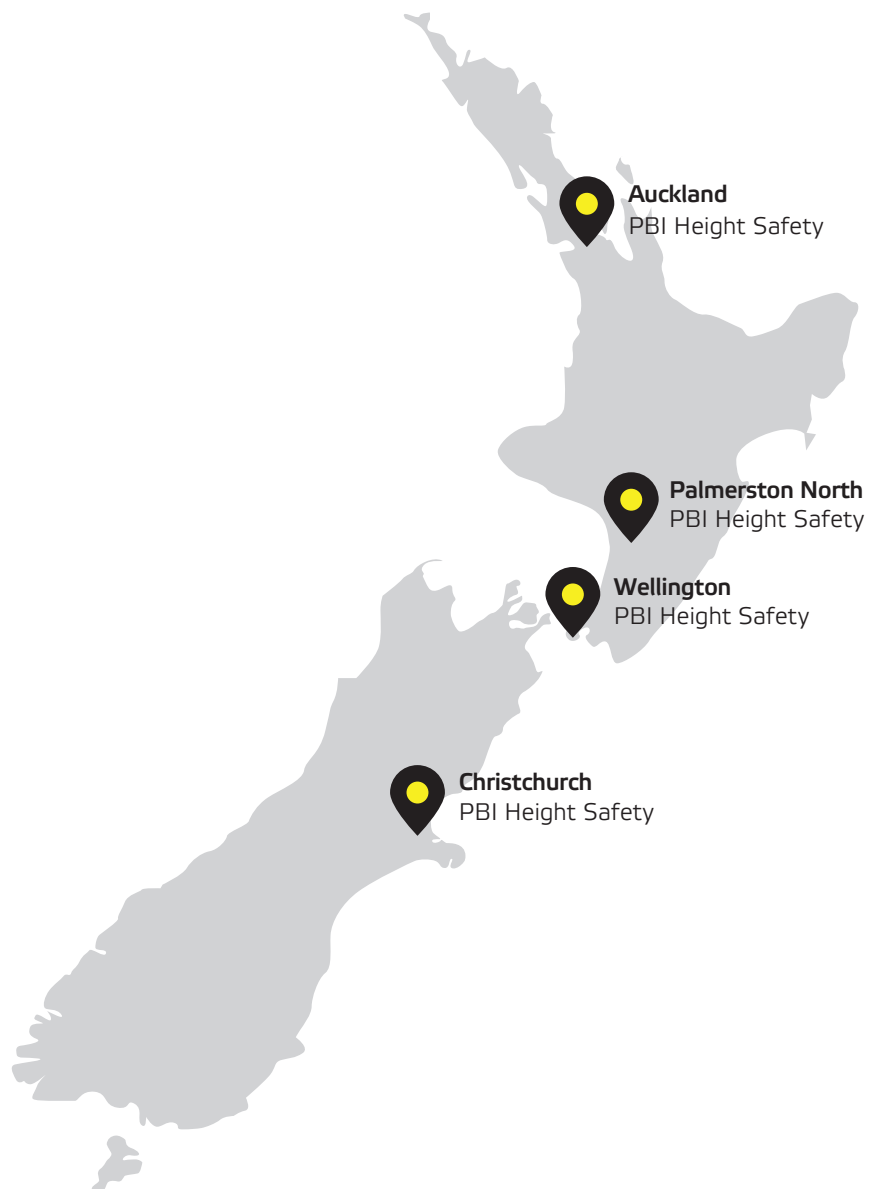 Auckland
PBI Height Safety
Palmerston North
PBI Height Safety
Wellington
PBI Height Safety
Christchurch
PBI Height Safety